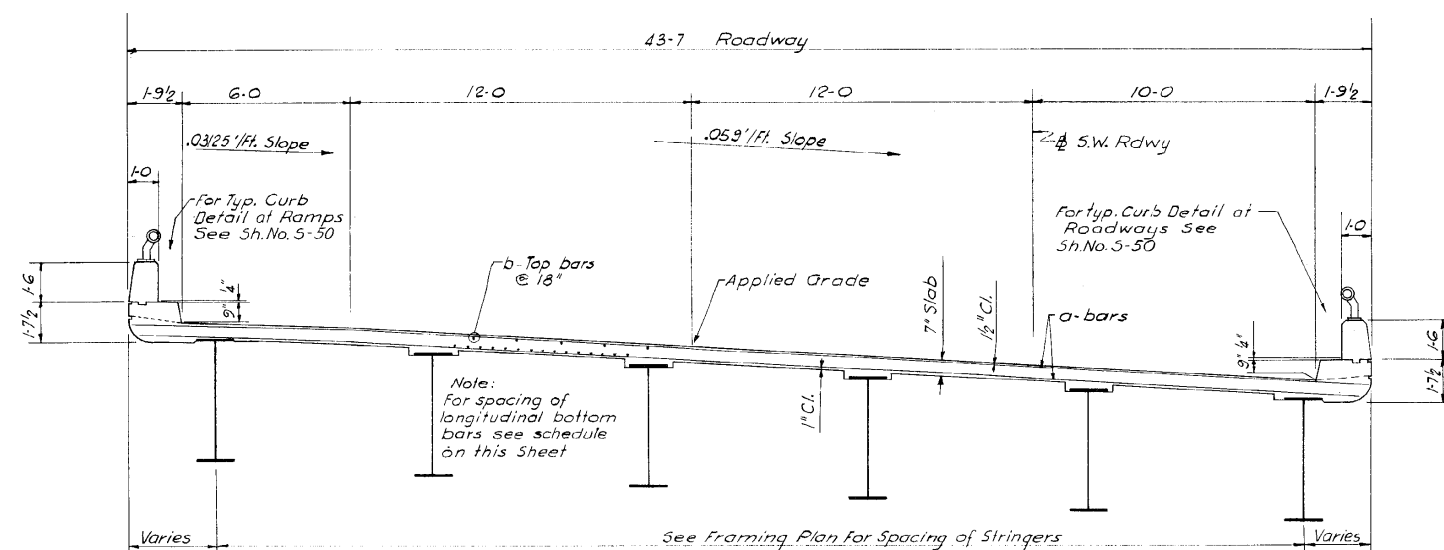 43-7 Roadway
1-9½
6-0
12-0
12-0
10-0
1-9½
.03125'/Ft. Slope
.059'/Ft. Slope
S.W. Rdwy
1-0
For Typ. Curb
Detail at Ramps
See Sh. No. S-50
For typ. Curb Detail at
Roadways See
Sh. No. S-50
1-0
b-Top bars
@ 18"
Applied Grade
7" Slab
1½" Cl.
a-bars
1-6
1-7½
9"
¼"
9"
¼"
1-6
1-7½
1" Cl.
Note:
For spacing of
longitudinal bottom
bars see schedule
on this Sheet
Varies
See Framing Plan For Spacing of Stringers
Varies